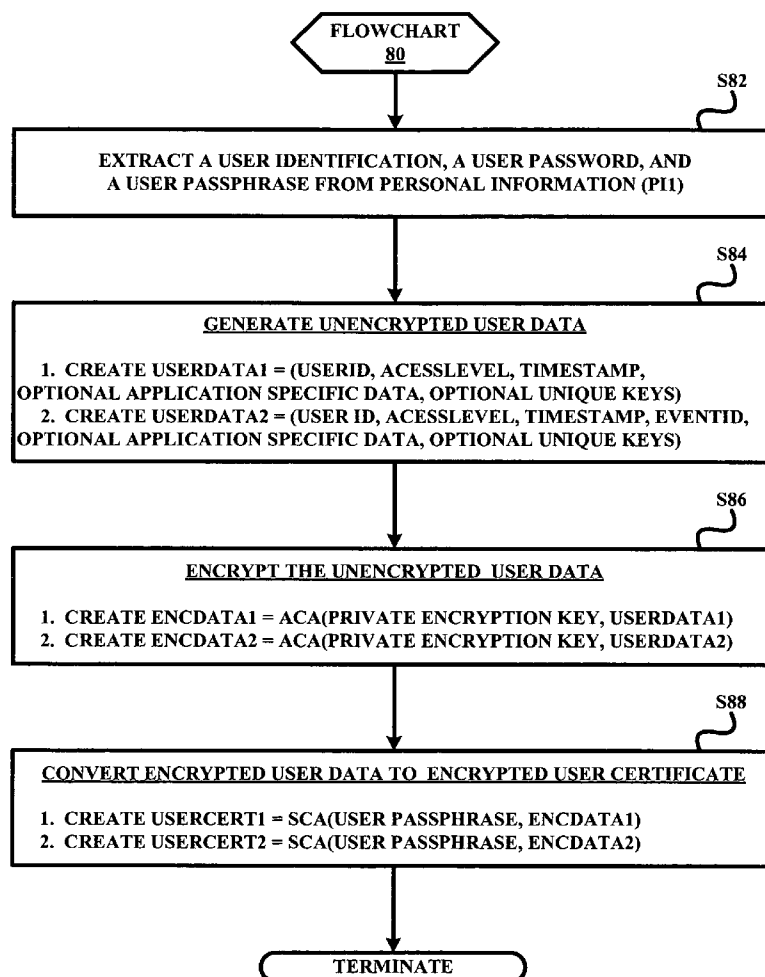 FLOWCHART
80
S82
EXTRACT A USER IDENTIFICATION, A USER PASSWORD, AND
A USER PASSPHRASE FROM PERSONAL INFORMATION (PI1)
S84
GENERATE UNENCRYPTED USER DATA
1. CREATE USERDATA1 = (USERID, ACESSLEVEL, TIMESTAMP,
OPTIONAL APPLICATION SPECIFIC DATA, OPTIONAL UNIQUE KEYS)
2. CREATE USERDATA2 = (USER ID, ACESSLEVEL, TIMESTAMP, EVENTID,
OPTIONAL APPLICATION SPECIFIC DATA, OPTIONAL UNIQUE KEYS)
S86
ENCRYPT THE UNENCRYPTED USER DATA
1. CREATE ENCDATA1 = ACA(PRIVATE ENCRYPTION KEY, USERDATA1)
2. CREATE ENCDATA2 = ACA(PRIVATE ENCRYPTION KEY, USERDATA2)
S88
CONVERT ENCRYPTED USER DATA TO ENCRYPTED USER CERTIFICATE
1. CREATE USERCERT1 = SCA(USER PASSPHRASE, ENCDATA1)
2. CREATE USERCERT2 = SCA(USER PASSPHRASE, ENCDATA2)
TERMINATE